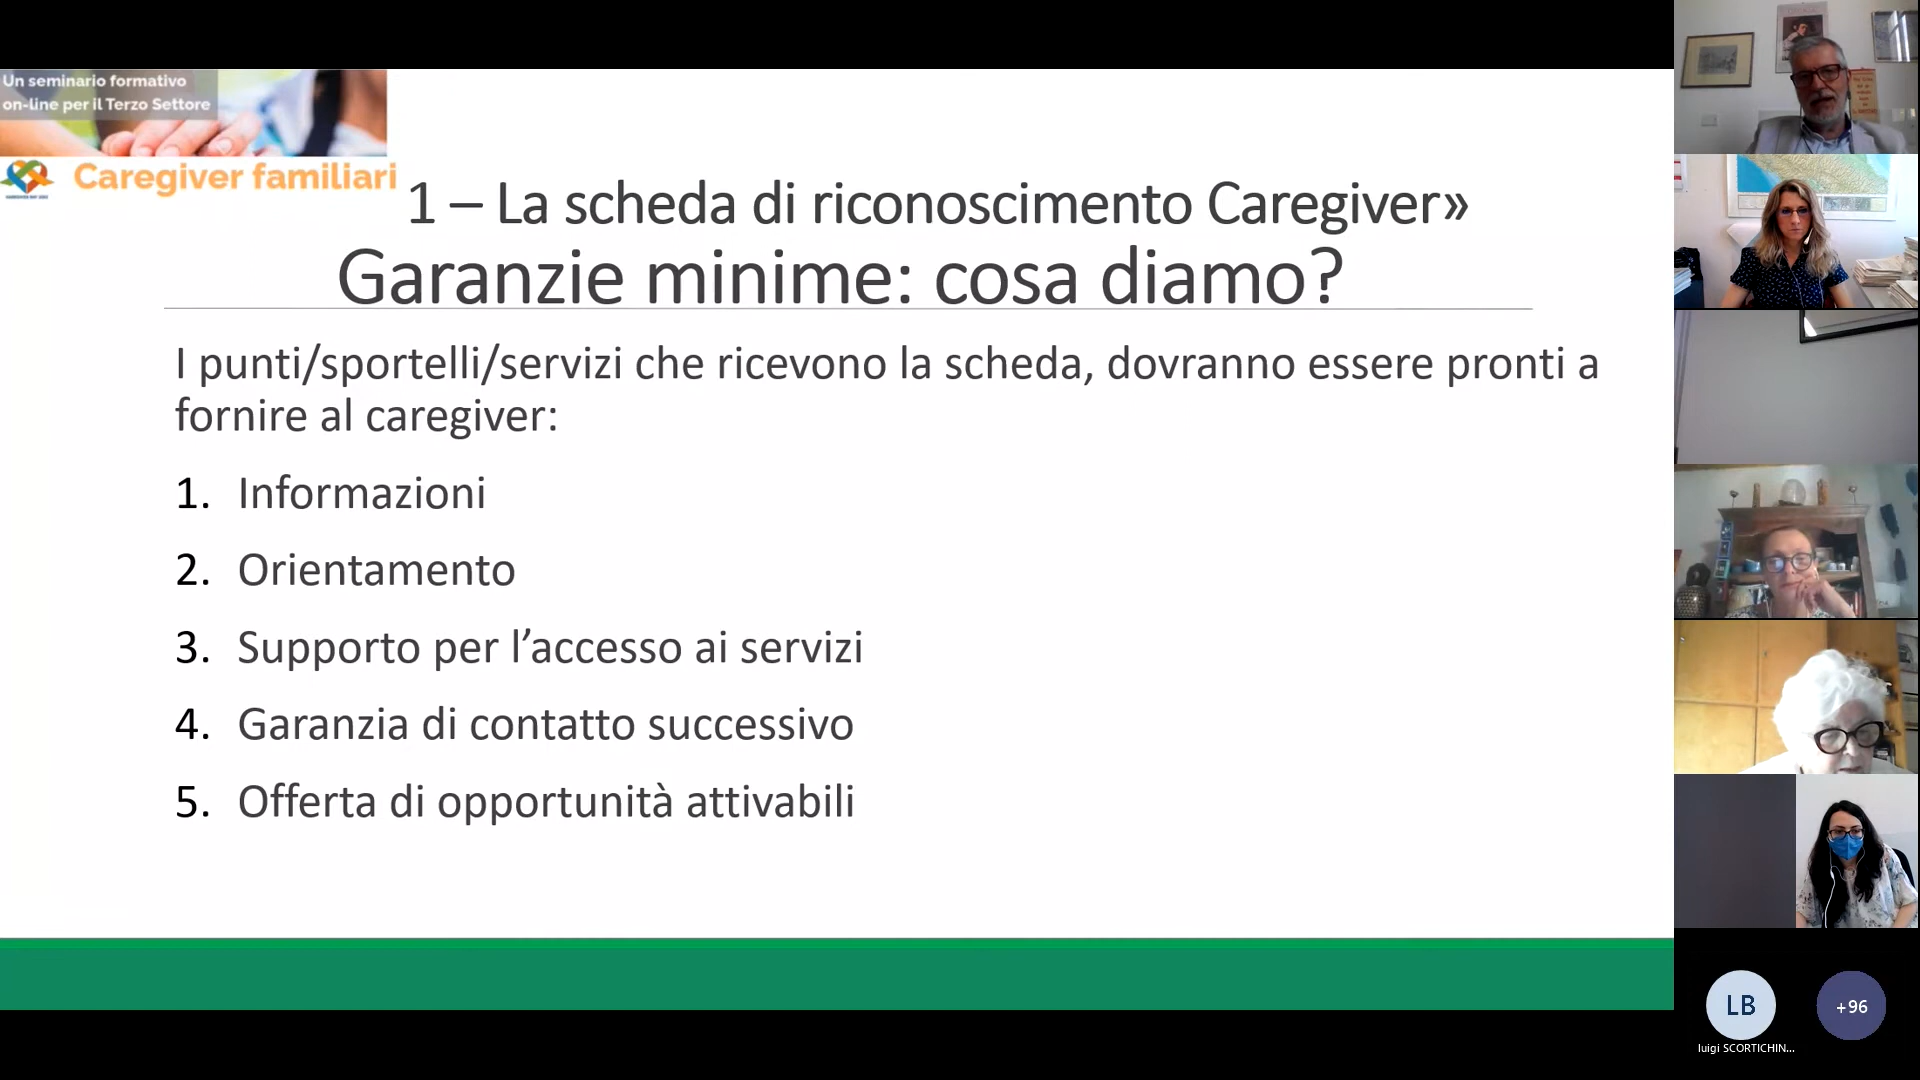 Un seminario formativo
on-line per il Terzo Settore
Caregiver familiari
1 – La scheda di riconoscimento Caregiver»
Garanzie minime: cosa diamo?
I punti/sportelli/servizi che ricevono la scheda, dovranno essere pronti a
fornire al caregiver:
1. Informazioni
2. Orientamento
3. Supporto per l’accesso ai servizi
4. Garanzia di contatto successivo
5. Offerta di opportunità attivabili
LB
+96
luigi SCORTICHIN...